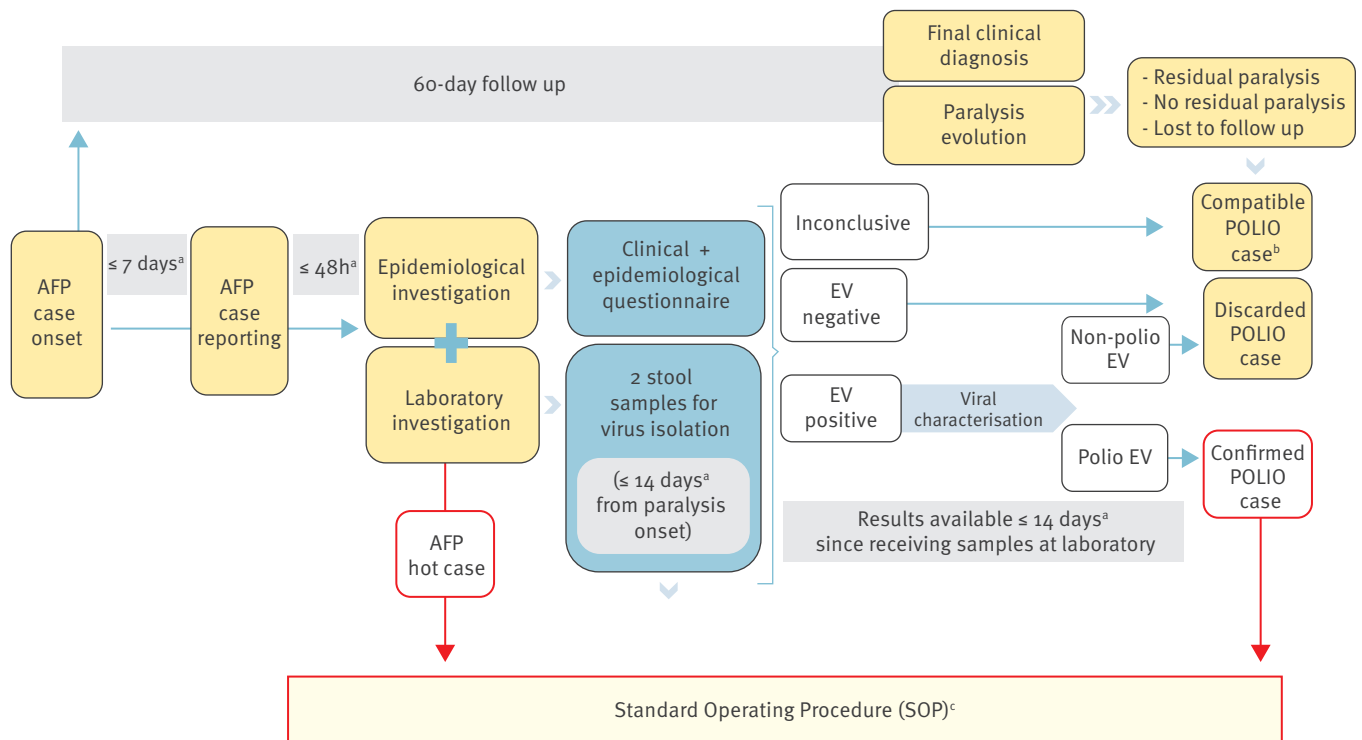 60-day follow up
Final clinical
diagnosis
Paralysis
evolution
- Residual paralysis
- No residual paralysis
- Lost to follow up
AFP
case
onset
≤ 7 daysᵃ
AFP
case
reporting
≤ 48hᵃ
Epidemiological
investigation
Laboratory
investigation
Clinical +
epidemiological
questionnaire
2 stool
samples for
virus isolation
(≤ 14 daysᵃ
from paralysis
onset)
Inconclusive
EV
negative
EV
positive
Viral
characterisation
Non-polio
EV
Polio EV
Compatible
POLIO
caseᵇ
Discarded
POLIO
case
Confirmed
POLIO
case
Results available ≤ 14 daysᵃ
since receiving samples at laboratory
AFP
hot case
Standard Operating Procedure (SOP)ᶜ